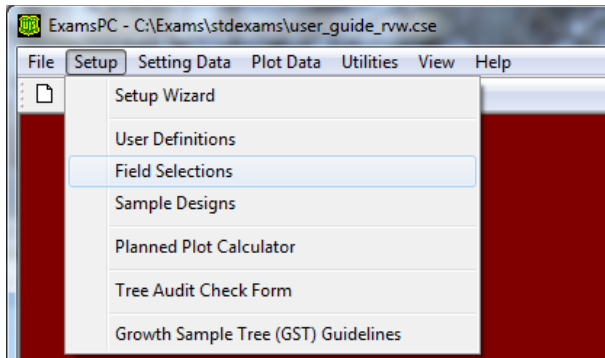 ExamsPC - C:\Exams\stdexams\user_guide_rvw.cse
File Setup Setting Data Plot Data Utilities View Help
Setup Wizard
User Definitions
Field Selections
Sample Designs
Planned Plot Calculator
Tree Audit Check Form
Growth Sample Tree (GST) Guidelines